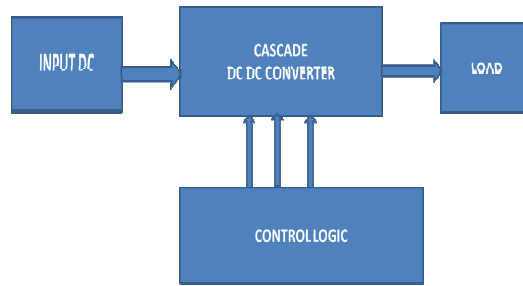 INPUT DC
CASCADE
DC DC CONVERTER
LOAD
CONTROL LOGIC